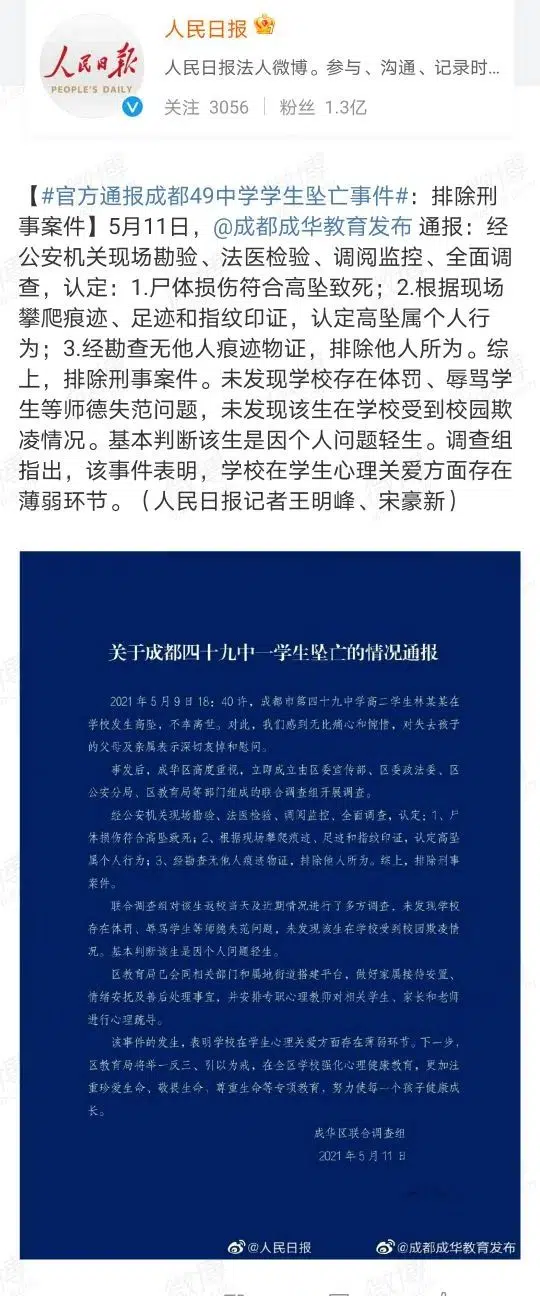 人民日报
人民日报
PEOPLE'S DAILY
人民日报法人微博。参与、沟通、记录时...
关注 3056 | 粉丝 1.3亿
【#官方通报成都49中学学生坠亡事件#：排除刑
事案件】5月11日，@成都成华教育发布 通报：经
公安机关现场勘验、法医检验、调阅监控、全面调
查，认定：1.尸体损伤符合高坠致死；2.根据现场
攀爬痕迹、足迹和指纹印证，认定高坠属个人行
为；3.经勘查无他人痕迹物证，排除他人所为。综
上，排除刑事案件。未发现学校存在体罚、辱骂学
生等师德失范问题，未发现该生在学校受到校园欺
凌情况。基本判断该生是因个人问题轻生。调查组
指出，该事件表明，学校在学生心理关爱方面存在
薄弱环节。（人民日报记者王明峰、宋豪新）
关于成都四十九中一学生坠亡的情况通报
2021年5月9日18：40许，成都市第四十九中学高二学生林某某在
学校发生高坠，不幸离世。对此，我们感到无比痛心和惋惜，对失去孩子
的父母及亲属表示深切哀悼和慰问。
事发后，成华区高度重视，立即成立由区委宣传部、区委政法委、区
公安分局、区教育局等部门组成的联合调查组开展调查。
经公安机关现场勘验、法医检验、调阅监控、全面调查，认定：1、尸
体损伤符合高坠致死；2、根据现场攀爬痕迹、足迹和指纹印证，认定高坠
属个人行为；3、经勘查无他人痕迹物证，排除他人所为。综上，排除刑事
案件。
联合调查组对该生返校当天及近期情况进行了多方调查，未发现学校
存在体罚、辱骂学生等师德失范问题，未发现该生在学校受到校园欺凌情
况。基本判断该生是因个人问题轻生。
区教育局已会同相关部门和属地街道搭建平台，做好家属接待安置、
情绪安抚及善后处理事宜，并安排专职心理教师对相关学生、家长和老师
进行心理疏导。
该事件的发生，表明学校在学生心理关爱方面存在薄弱环节。下一步，
区教育局将举一反三、引以为戒，在全区学校强化心理健康教育，更加注
重珍爱生命、敬畏生命、尊重生命等专项教育，努力使每一个孩子健康成
长。
成华区联合调查组
2021年5月11日
@人民日报
@成都成华教育发布